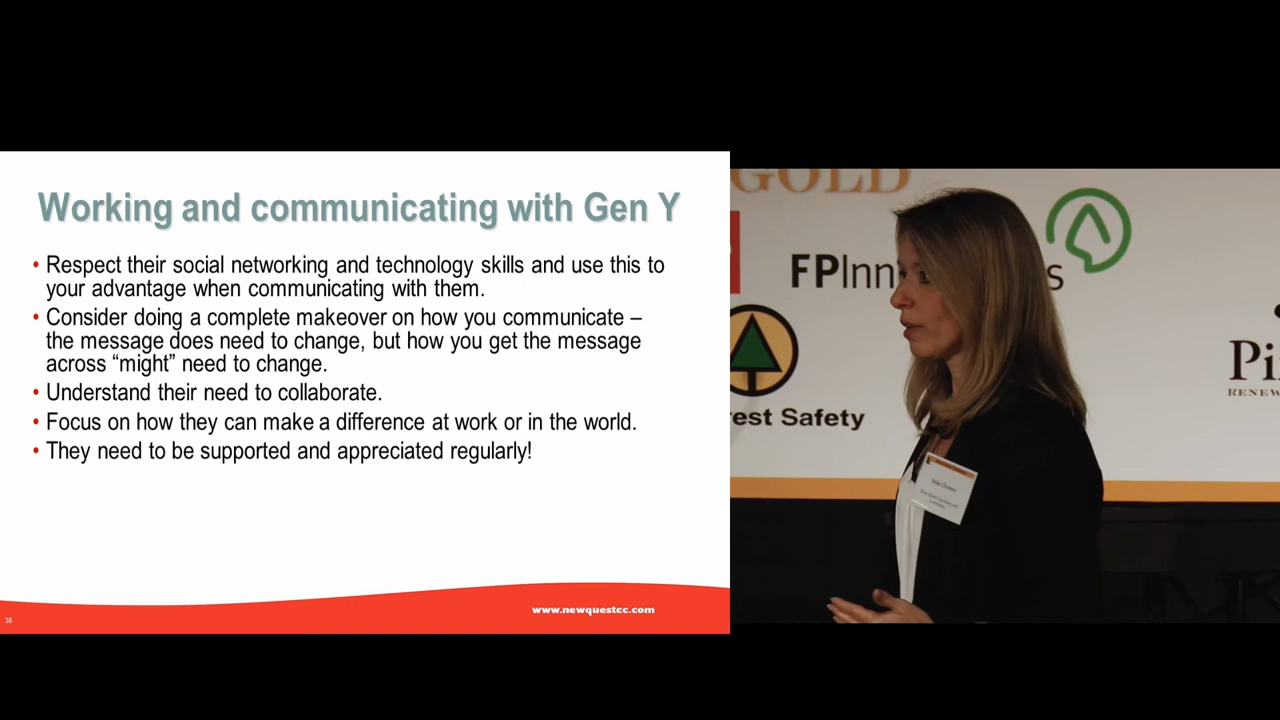 Working and communicating with Gen Y
• Respect their social networking and technology skills and use this to
your advantage when communicating with them.
• Consider doing a complete makeover on how you communicate –
the message does need to change, but how you get the message
across “might” need to change.
• Understand their need to collaborate.
• Focus on how they can make a difference at work or in the world.
• They need to be supported and appreciated regularly!
www.newquestcc.com
38
GOLD
FPInn
s
est Safety
Pi
RENEW